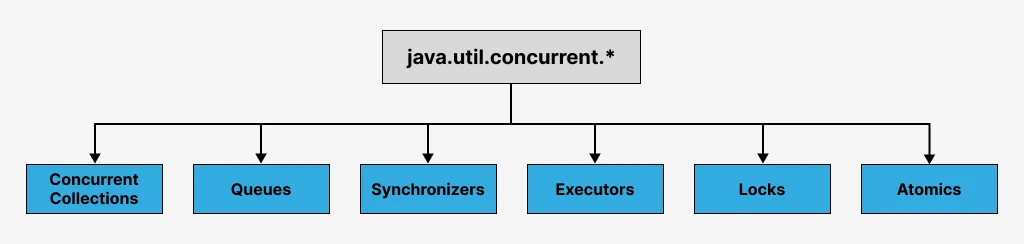 java.util.concurrent.*
Concurrent
Collections
Queues
Synchronizers
Executors
Locks
Atomics